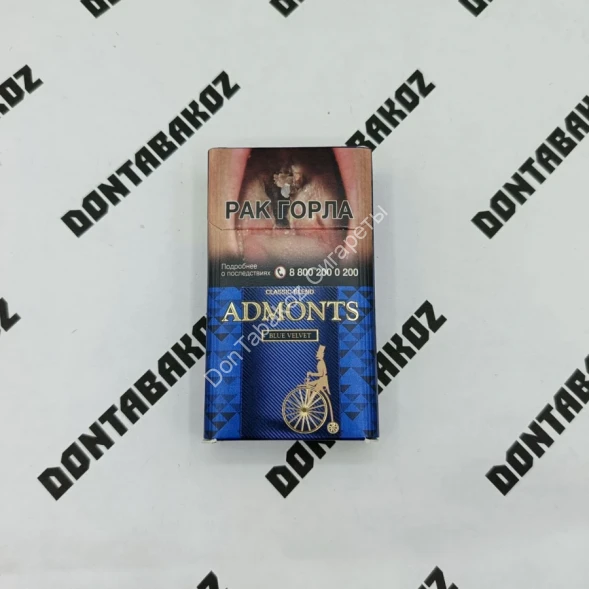 DONTABAKOZ
DONTABAKOZ
DONTABAKOZ
РАК ГОРЛА
Подробнее
о последствиях 8 800 200 0 200
CLASSIC BLEND
ADMONTS
BLUE VELVET
DonTabakoz Сигареты
DONTABAKOZ
DONTABAKOZ
DONTABAKOZ